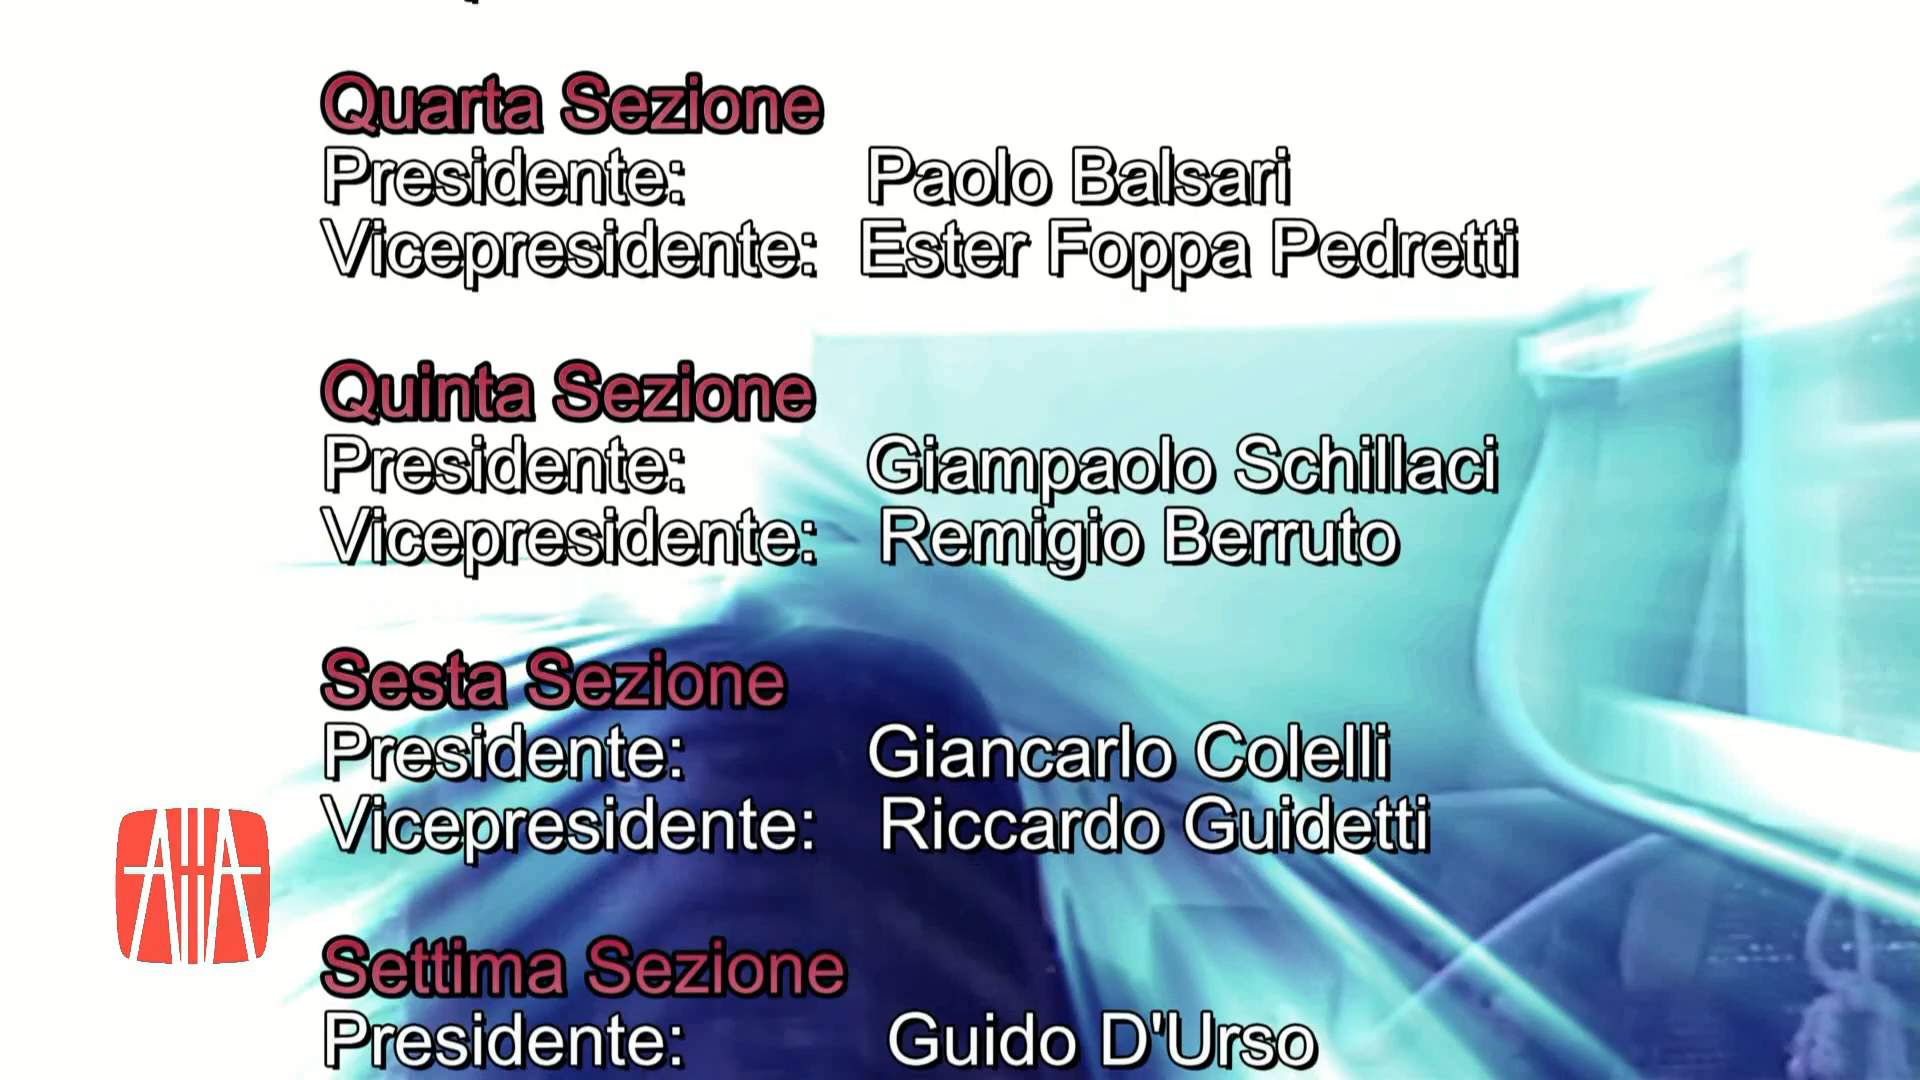 Quarta Sezione
Presidente: Paolo Balsari
Vicepresidente: Ester Foppa Pedretti
Quinta Sezione
Presidente: Giampaolo Schillaci
Vicepresidente: Remigio Berruto
Sesta Sezione
Presidente: Giancarlo Colelli
Vicepresidente: Riccardo Guidetti
Settima Sezione
Presidente: Guido D'Urso